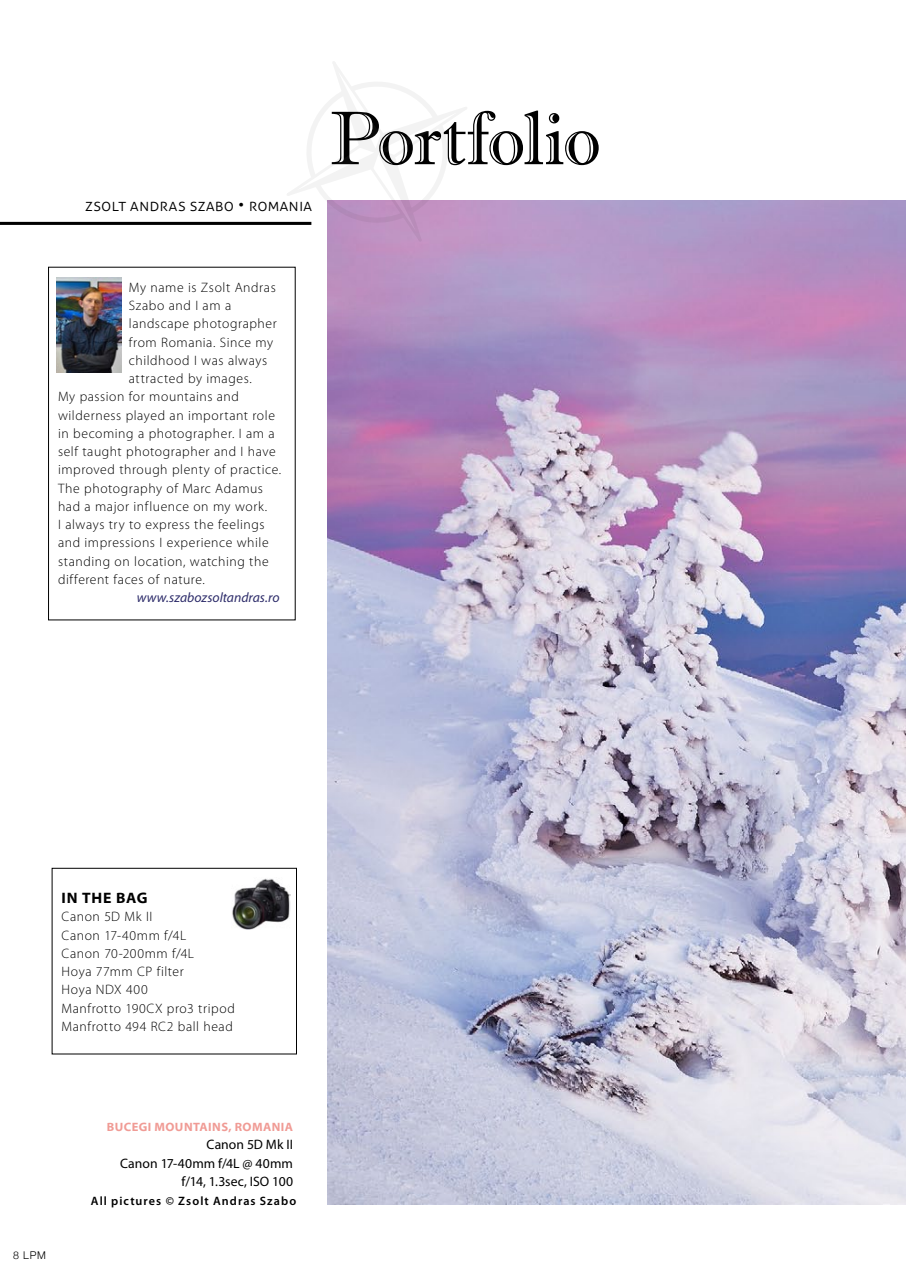 Portfolio
ZSOLT ANDRAS SZABO • ROMANIA
My name is Zsolt Andras
Szabo and I am a
landscape photographer
from Romania. Since my
childhood I was always
attracted by images.
My passion for mountains and
wilderness played an important role
in becoming a photographer. I am a
self taught photographer and I have
improved through plenty of practice.
The photography of Marc Adamus
had a major influence on my work.
I always try to express the feelings
and impressions I experience while
standing on location, watching the
different faces of nature.
www.szabozsoltandras.ro
IN THE BAG
Canon 5D Mk II
Canon 17-40mm f/4L
Canon 70-200mm f/4L
Hoya 77mm CP filter
Hoya NDX 400
Manfrotto 190CX pro3 tripod
Manfrotto 494 RC2 ball head
BUCEGI MOUNTAINS, ROMANIA
Canon 5D Mk II
Canon 17-40mm f/4L @ 40mm
f/14, 1.3sec, ISO 100
All pictures © Zsolt Andras Szabo
8 LPM